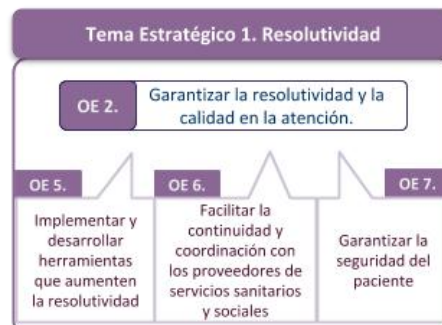 Tema Estratégico 1. Resolutividad
OE 2.
Garantizar la resolutividad y la
calidad en la atención.
OE 5.
Implementar y
desarrollar
herramientas
que aumenten
la resolutividad
OE 6.
Facilitar la
continuidad y
coordinación con
los proveedores de
servicios sanitarios
y sociales
OE 7.
Garantizar la
seguridad del
paciente